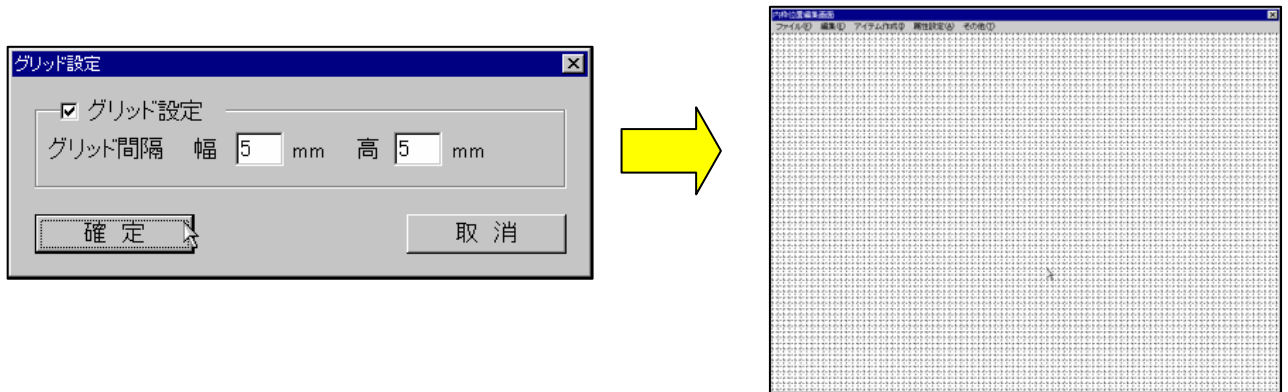 グリッド設定
グリッド設定
グリッド間隔 幅 5 mm 高 5 mm
確 定 取 消
内枠位置編集画面
ファイル(F) 編集(E) アイテム作成(I) 属性設定(A) その他(T)